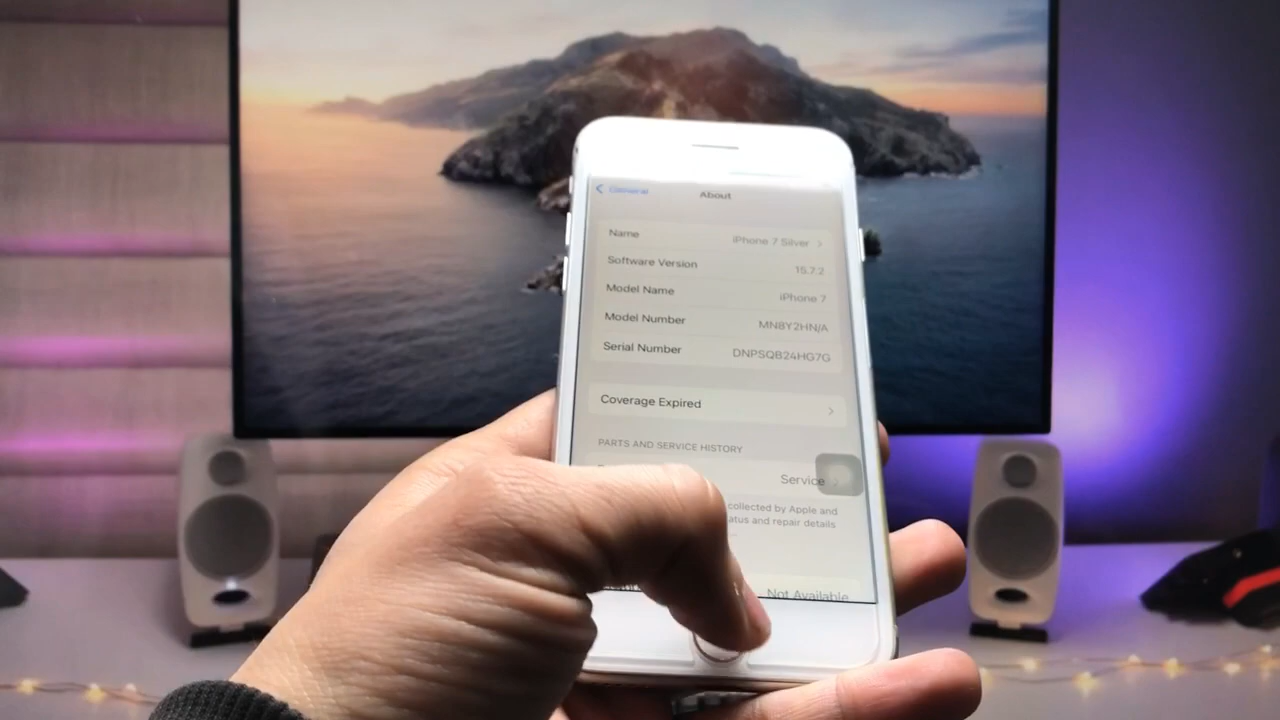 General
About
Name
iPhone 7 Silver
Software Version
15.7.2
Model Name
iPhone 7
Model Number
MN8Y2HN/A
Serial Number
DNPSQB24HG7G
Coverage Expired
PARTS AND SERVICE HISTORY
Service
collected by Apple and
atus and repair details
Not Available